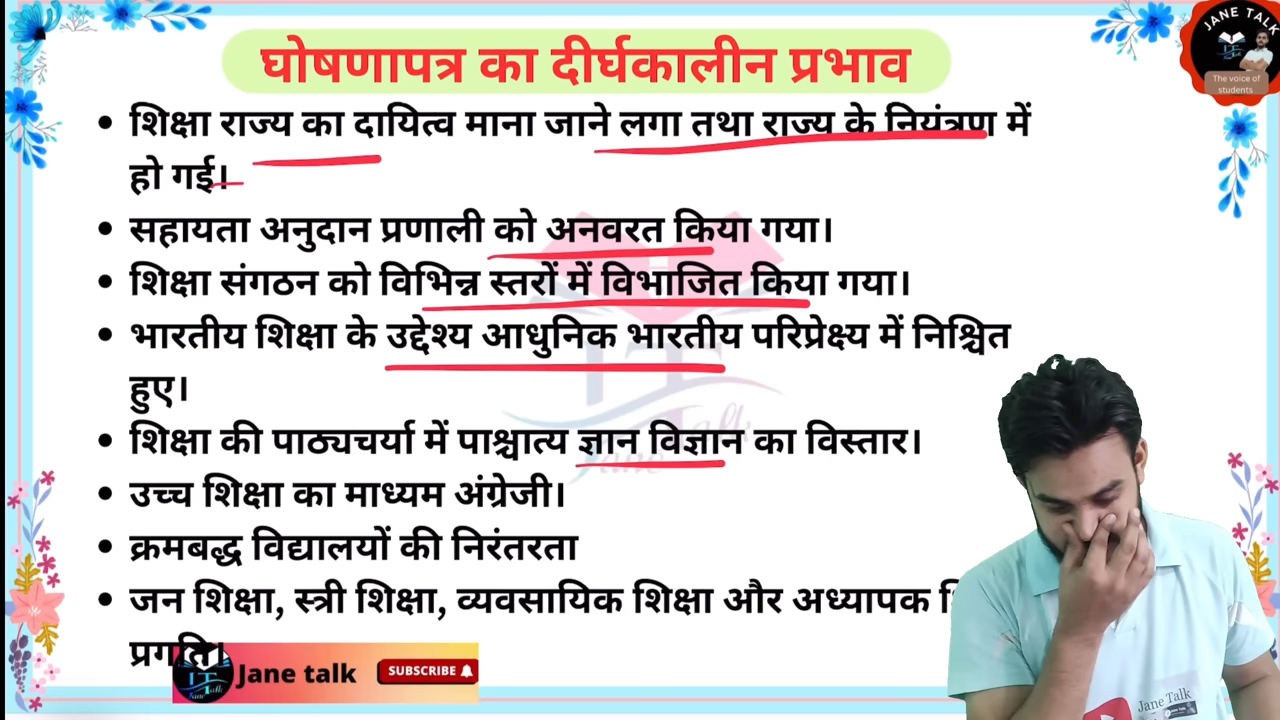 घोषणापत्र का दीर्घकालीन प्रभाव
JANE TALK
The voice of
students
• शिक्षा राज्य का दायित्व माना जाने लगा तथा राज्य के नियंत्रण में
हो गई।
• सहायता अनुदान प्रणाली को अनवरत किया गया।
• शिक्षा संगठन को विभिन्न स्तरों में विभाजित किया गया।
• भारतीय शिक्षा के उद्देश्य आधुनिक भारतीय परिप्रेक्ष्य में निश्चित
हुए।
• शिक्षा की पाठ्यचर्या में पाश्चात्य ज्ञान विज्ञान का विस्तार।
• उच्च शिक्षा का माध्यम अंग्रेजी।
• क्रमबद्ध विद्यालयों की निरंतरता
• जन शिक्षा, स्त्री शिक्षा, व्यवसायिक शिक्षा और अध्यापक
प्रगति।
Jane talk
SUBSCRIBE
Jane Talk